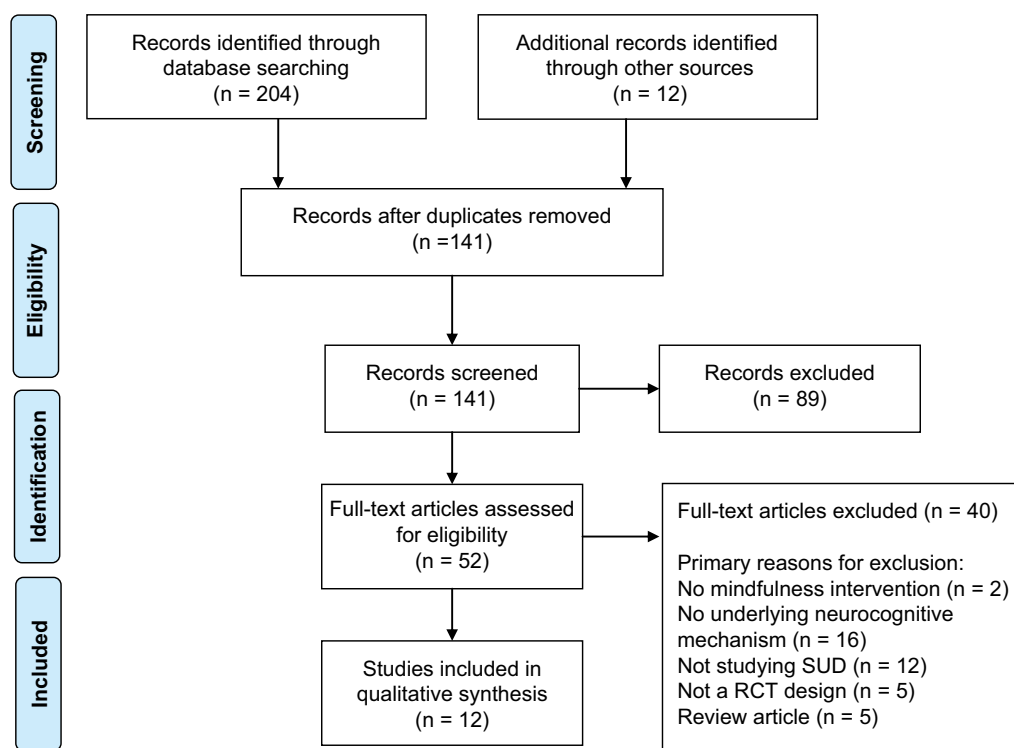 Screening
Records identified through
database searching
(n = 204)
Additional records identified
through other sources
(n = 12)
Eligibility
Records after duplicates removed
(n =141)
Identification
Records screened
(n = 141)
Records excluded
(n = 89)
Full-text articles assessed
for eligibility
(n = 52)
Full-text articles excluded (n = 40)
Primary reasons for exclusion:
No mindfulness intervention (n = 2)
No underlying neurocognitive
mechanism (n = 16)
Not studying SUD (n = 12)
Not a RCT design (n = 5)
Review article (n = 5)
Included
Studies included in
qualitative synthesis
(n = 12)